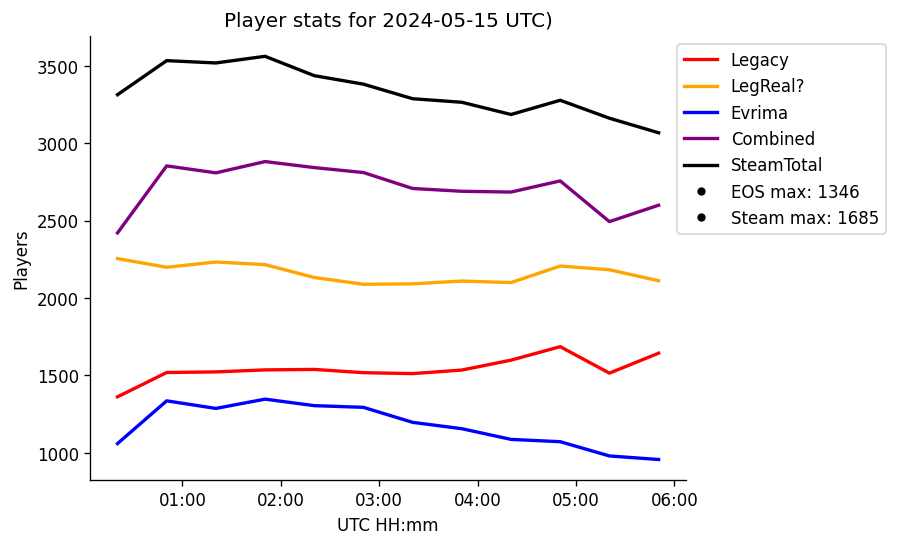 Player stats for 2024-05-15 UTC)
3500
3000
2500
2000
1500
1000
Players
01:00
02:00
03:00
04:00
05:00
06:00
UTC HH:mm
Legacy
LegReal?
Evrima
Combined
SteamTotal
EOS max: 1346
Steam max: 1685